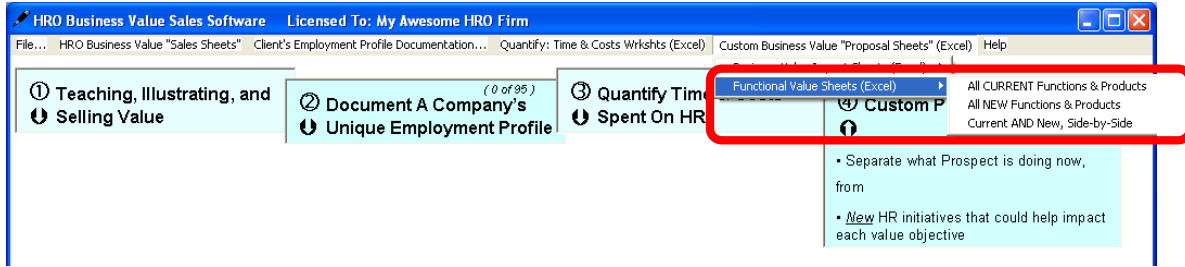 HRO Business Value Sales Software Licensed To: My Awesome HRO Firm
File... HRO Business Value "Sales Sheets" Client's Employment Profile Documentation... Quantify: Time & Costs Wrkshts (Excel) Custom Business Value "Proposal Sheets" (Excel) Help
Functional Value Sheets (Excel)
All CURRENT Functions & Products
All NEW Functions & Products
Current AND New, Side-by-Side
① Teaching, Illustrating, and
Selling Value
(0 of 95)
② Document A Company's
Unique Employment Profile
③ Quantify Time
Spent On HR
④ Custom P
▪ Separate what Prospect is doing now,
from
▪ New HR initiatives that could help impact
each value objective